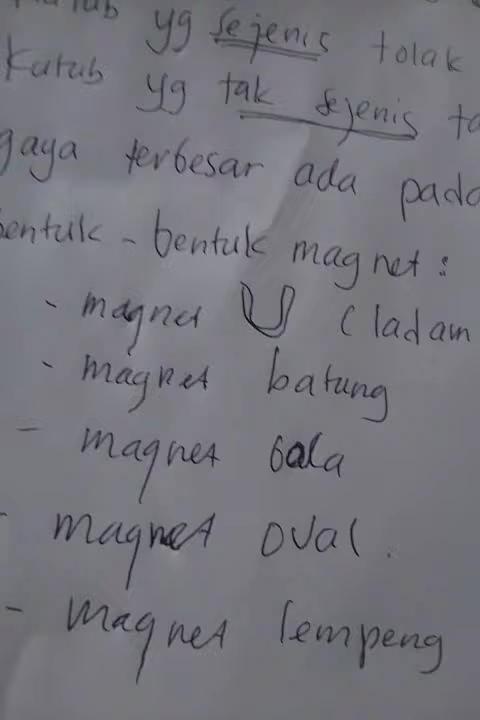 yg sejenis tolak
Kutub yg tak sejenis ta
gaya terbesar ada pada
bentuk - bentuk magnet :
- magnet U (ladam
- magnet batang
- magnet bola
- magnet oval.
- magnet lempeng